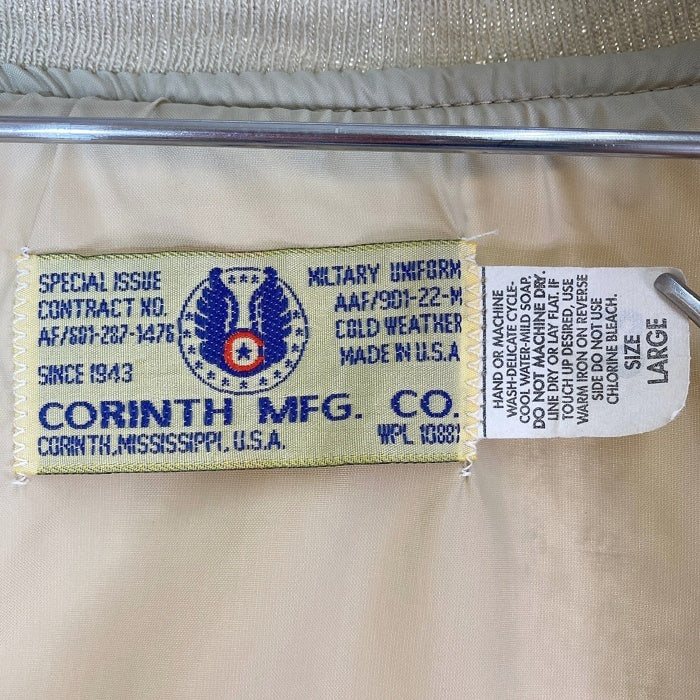 SPECIAL ISSUE
CONTRACT NO.
AF/601-287-1476
SINCE 1943
C
MILTARY UNIFORM
AAF/901-22-M
COLD WEATHER
MADE IN U.S.A
CORINTH MFG. CO.
CORINTH, MISSISSIPPI, U.S.A.
WPL 10881
HAND OR MACHINE
WASH-DELICATE CYCLE-
COOL WATER-MILD SOAP.
DO NOT MACHINE DRY.
LINE DRY OR LAY FLAT. IF
TOUCH UP DESIRED, USE
WARM IRON ON REVERSE
SIDE DO NOT USE
CHLORINE BLEACH.
SIZE
LARGE